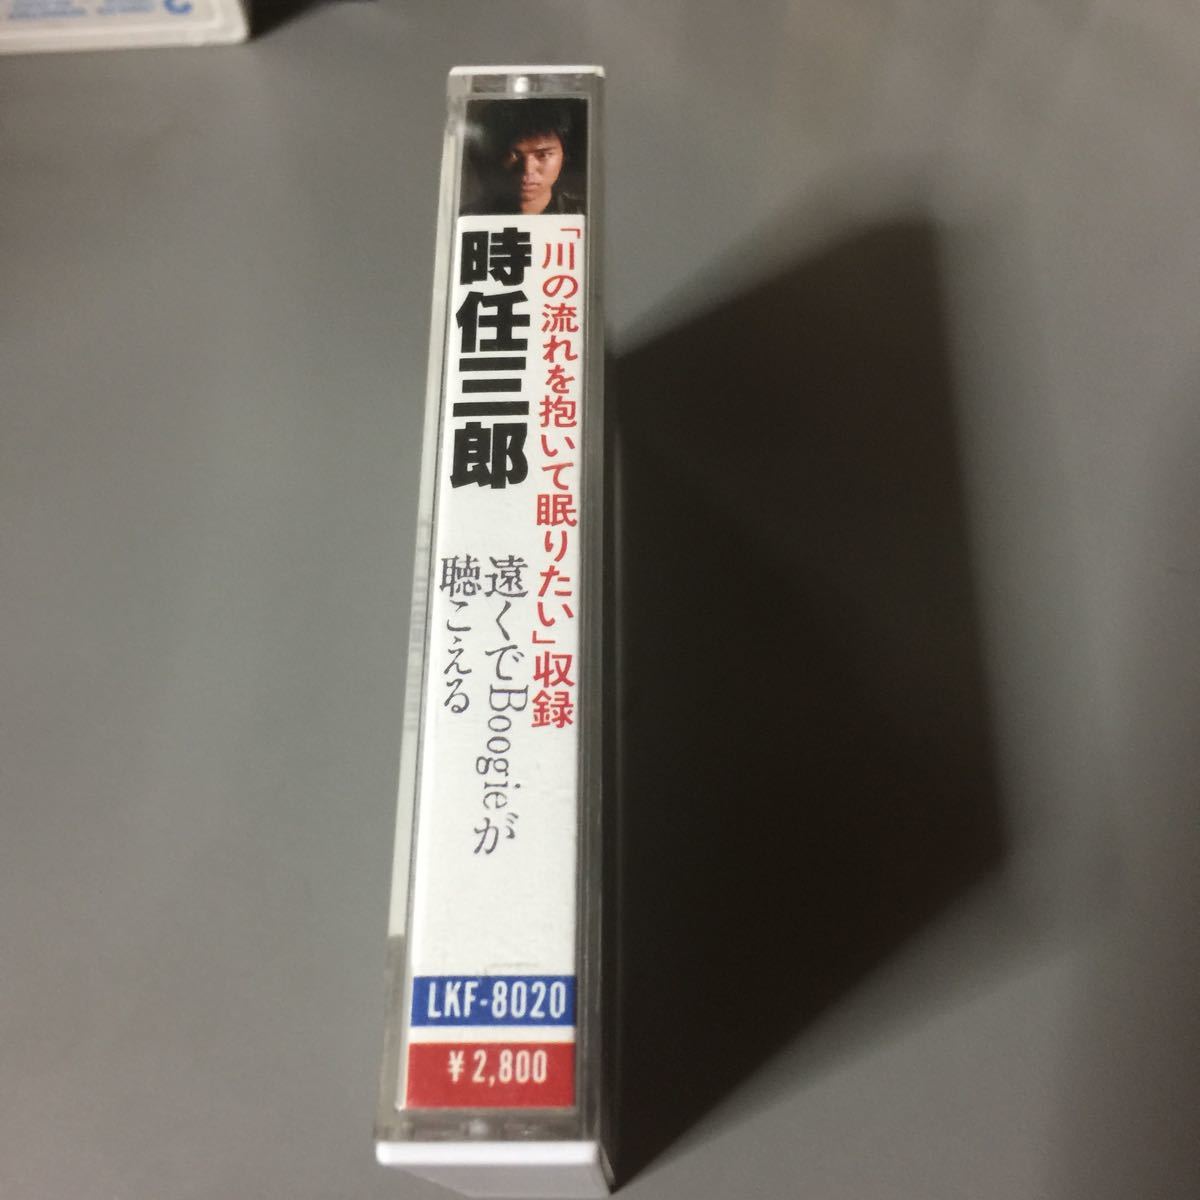 「川の流れを抱いて眠りたい」収録
時任三郎
遠くでBoogieが
聴こえる
LKF-8020
¥2,800